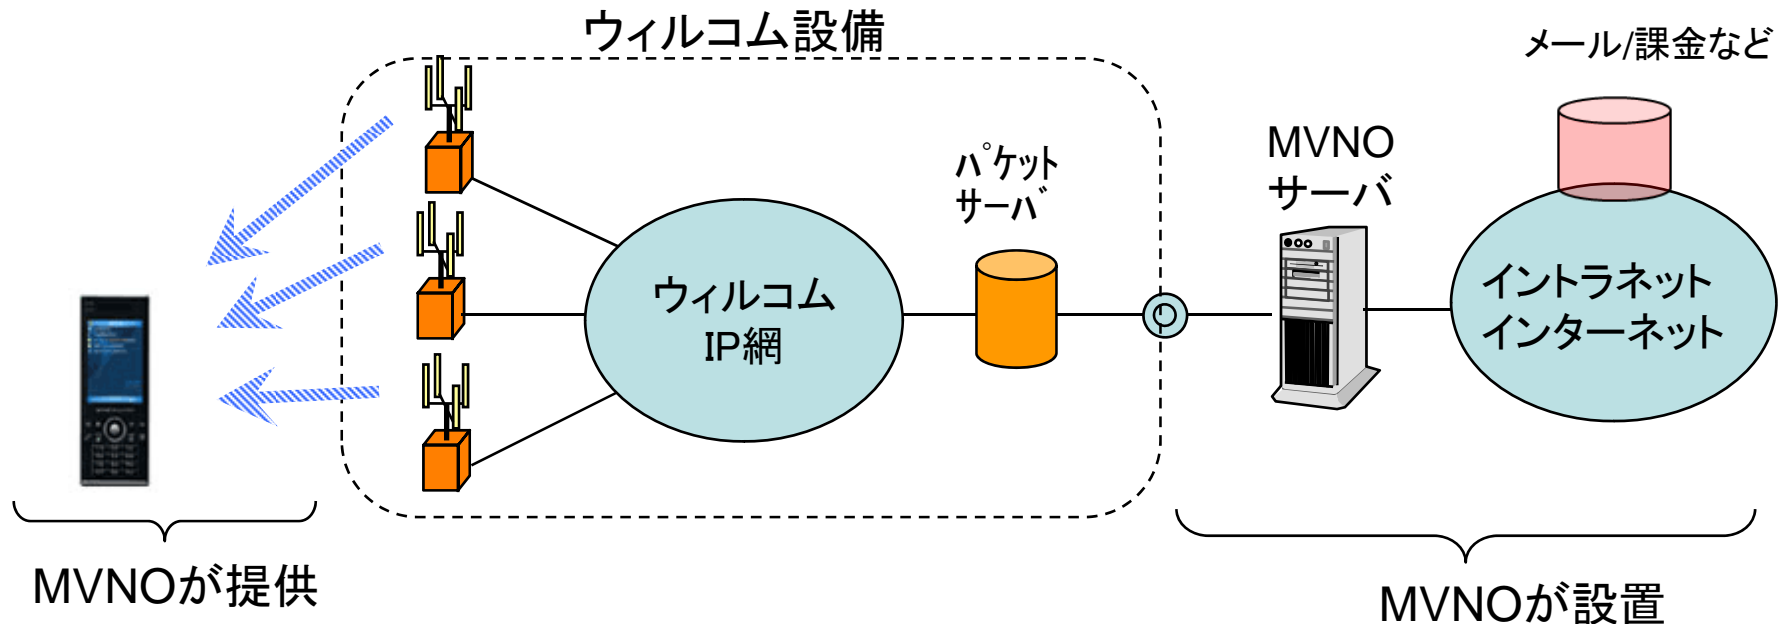 ウィルコム設備
メール/課金など
MVNO
サーバ
パケット
サーバ
ウィルコム
IP網
イントラネット
インターネット
MVNOが提供
MVNOが設置